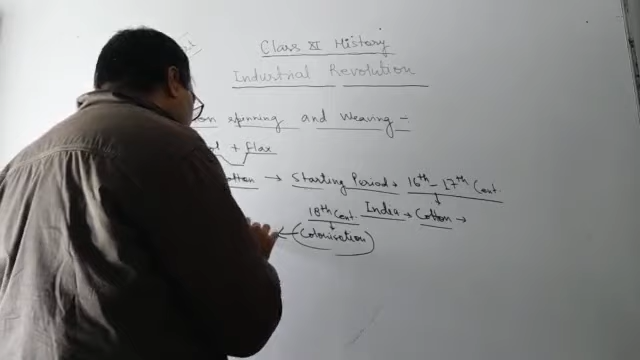 Class XI History
Industrial Revolution
spinning and Weaving -
+ flax
→ Starting Period → 16th - 17th Cent.
18th Cent. India → Cotton →
Colonisation